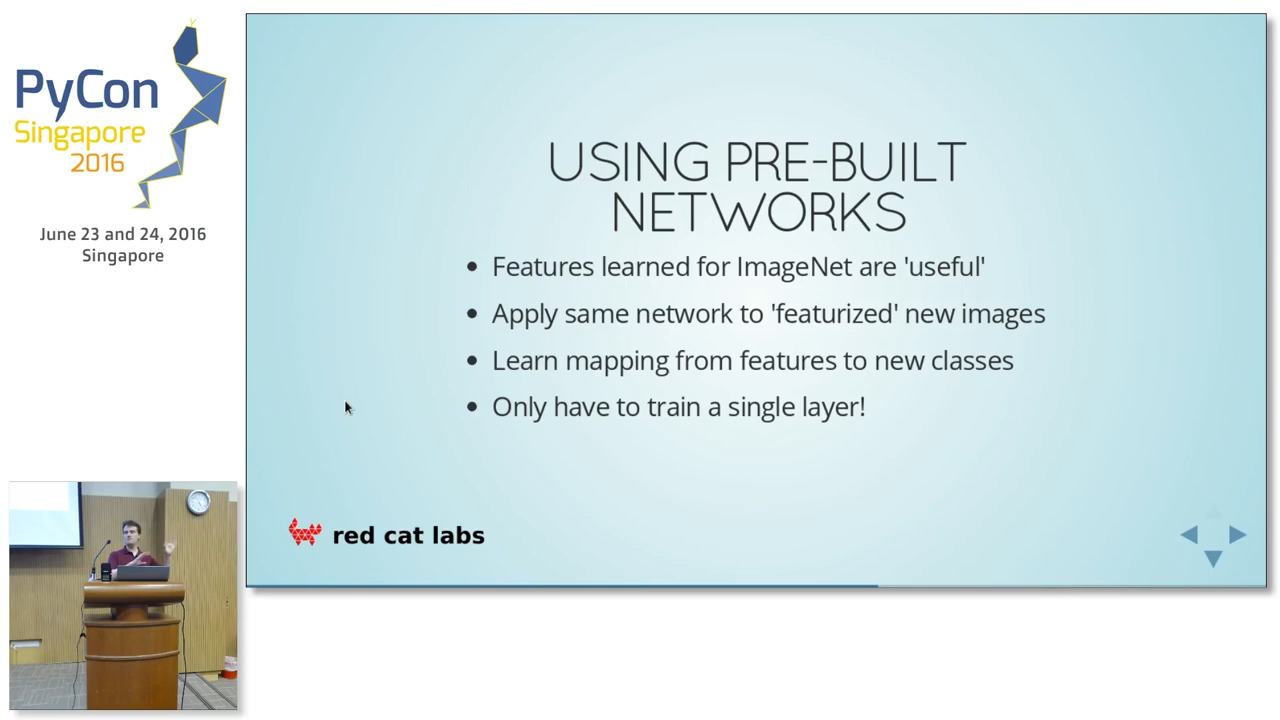 PyCon
Singapore
2016
June 23 and 24, 2016
Singapore
USING PRE-BUILT
NETWORKS
• Features learned for ImageNet are 'useful'
• Apply same network to 'featurized' new images
• Learn mapping from features to new classes
• Only have to train a single layer!
red cat labs